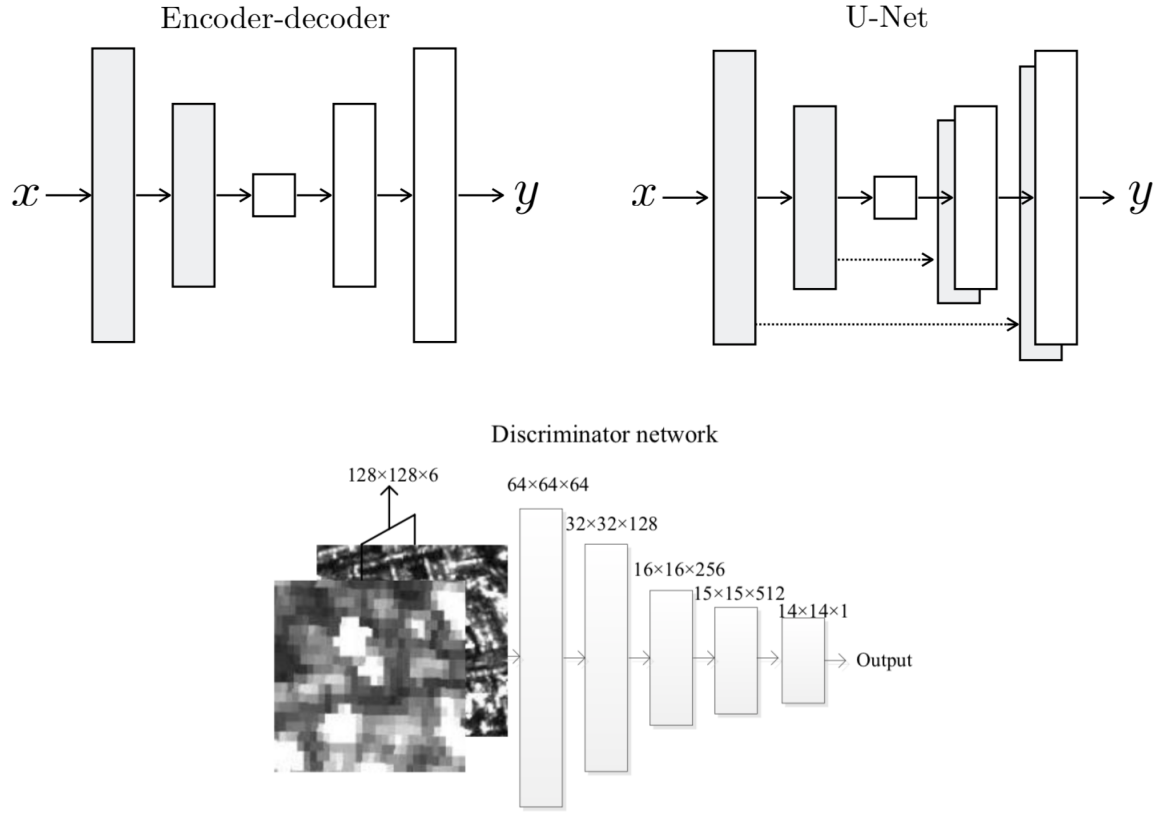 Encoder-decoder
U-Net
x
y
x
y
Discriminator network
128×128×6
64×64×64
32×32×128
16×16×256
15×15×512
14×14×1
Output